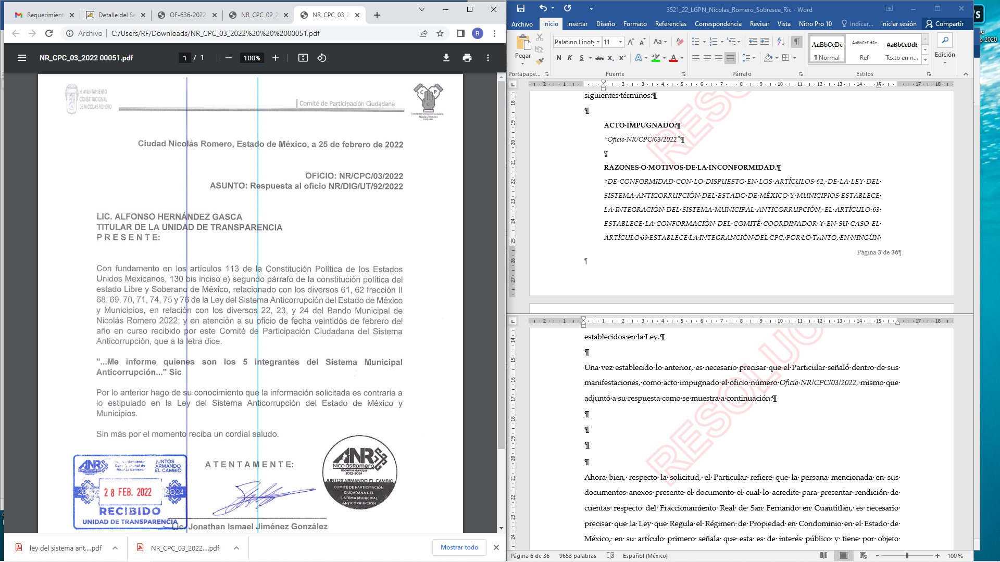 Requerimient
Detalle del Se
OF-636-2022
NR_CPC_02_2
NR_CPC_03_2
Archivo
C:/Users/RF/Downloads/NR_CPC_03_2022%20%20%2000051.pdf
R
NR_CPC_03_2022 00051.pdf
1 / 1
100%
H. AYUNTAMIENTO
CONSTITUCIONAL
DE NICOLAS ROMERO
Comité de Participación Ciudadana
C P
C
Comité de Participación Ciudadana
Nicolás Romero
2022-2024
Ciudad Nicolás Romero, Estado de México, a 25 de febrero de 2022
OFICIO: NR/CPC/03/2022
ASUNTO: Respuesta al oficio NR/DIG/UT/92/2022
LIC. ALFONSO HERNÁNDEZ GASCA
TITULAR DE LA UNIDAD DE TRANSPARENCIA
P R E S E N T E:
Con fundamento en los artículos 113 de la Constitución Política de los Estados
Unidos Mexicanos, 130 bis inciso e) segundo párrafo de la constitución política del
estado Libre y Soberano de México, relacionado con los diversos 61, 62 fracción II
68, 69, 70, 71, 74, 75 y 76 de la Ley del Sistema Anticorrupción del Estado de México
y Municipios, en relación con los diversos 22, 23, y 24 del Bando Municipal de
Nicolás Romero 2022; y en atención a su oficio de fecha veintidós de febrero del
año en curso recibido por este Comité de Participación Ciudadana del Sistema
Anticorrupción, que a la letra dice.
"...Me informe quienes son los 5 integrantes del Sistema Municipal
Anticorrupción..." Sic
Por lo anterior hago de su conocimiento que la información solicitada es contraria a
lo estipulado en la Ley del Sistema Anticorrupción del Estado de México y
Municipios.
Sin más por el momento reciba un cordial saludo.
A T E N T A M E N T E:
ANR
Nicolás Romero
Gobierno Municipal
2022-2024
JUNTOS ARMANDO EL CAMBIO
COMITÉ DE PARTICIPACIÓN
CIUDADANA DEL
SISTEMA MUNICIPAL
ANTICORRUPCIÓN
ANR
H. Ayuntamiento
Constitucional de
Nicolás Romero
JUNTOS
ARMANDO
EL CAMBIO
28 FEB. 2022
2024
RECIBIDO
UNIDAD DE TRANSPARENCIA
Lic. Jonathan Ismael Jiménez González
ley del sistema ant....pdf
NR_CPC_03_2022....pdf
Mostrar todo
3521_22_LGPN_Nicolas_Romero_Sobresee_Ric - Word
Archivo Inicio Insertar Diseño Formato Referencias Correspondencia Revisar Vista Nitro Pro 10 Indicar... Iniciar sesión Compartir
Pegar
Palatino Linoty 11
Aa
N K S abc x₂ x²
AaBbCcDc AaBbCcDdEe AaBbCcDdE
¶ Normal Ref Texto en n...
Edición
Portapape... Fuente Párrafo Estilos
siguientes·términos:¶
¶
ACTO·IMPUGNADO:¶
“Oficio·NR/CPC/03/2022”¶
¶
RAZONES·O·MOTIVOS·DE·LA·INCONFORMIDAD.¶
“DE·CONFORMIDAD·CON·LO·DISPUESTO·EN·LOS·ARTÍCULOS·62,·DE·LA·LEY·DEL·
SISTEMA·ANTICORRUPCIÓN·DEL·ESTADO·DE·MÉXICO·Y·MUNICIPIOS·ESTABLECE·
LA·INTEGRACIÓN·DEL·SISTEMA·MUNICIPAL·ANTICORRUPCIÓN;·EL·ARTÍCULO·63·
ESTABLECE·LA·CONFORMACIÓN·DEL·COMITÉ·COORDINADOR·Y·EN·SU·CASO·EL·
ARTÍCULO·69·ESTABLECE·LA·INTEGRANCIÓN·DEL·CPC;·POR·LO·TANTO,·EN·NINGÚN·
Página·3·de·36¶
¶
RESOLUC
establecidos·en·la·Ley.¶
¶
Una·vez·establecido·lo·anterior,·es·necesario·precisar·que·el·Particular·señaló·dentro·de·sus·
manifestaciones,·como·acto·impugnado·el·oficio·número·Oficio·NR/CPC/03/2022,·mismo·que·
adjuntó·a·su·respuesta·como·se·muestra·a·continuación:¶
¶
¶
¶
¶
Ahora·bien,·respecto·la·solicitud,·el·Particular·refiere·que·la·persona·mencionada·en·sus·
documentos·anexos·presente·el·documento·el·cual·lo·acredite·para·presentar·rendición·de·
cuentas·respecto·del·Fraccionamiento·Real·de·San·Fernando·en·Cuautitlán,·es·necesario·
precisar·que·la·Ley·que·Regula·el·Régimen·de·Propiedad·en·Condominio·en·el·Estado·de·
México,·en·su·artículo·primero·señala·que·esta·es·de·interés·público·y·tiene·por·objeto·
RESOLUC
Página 6 de 36 9653 palabras Español (México) 100 %
2020